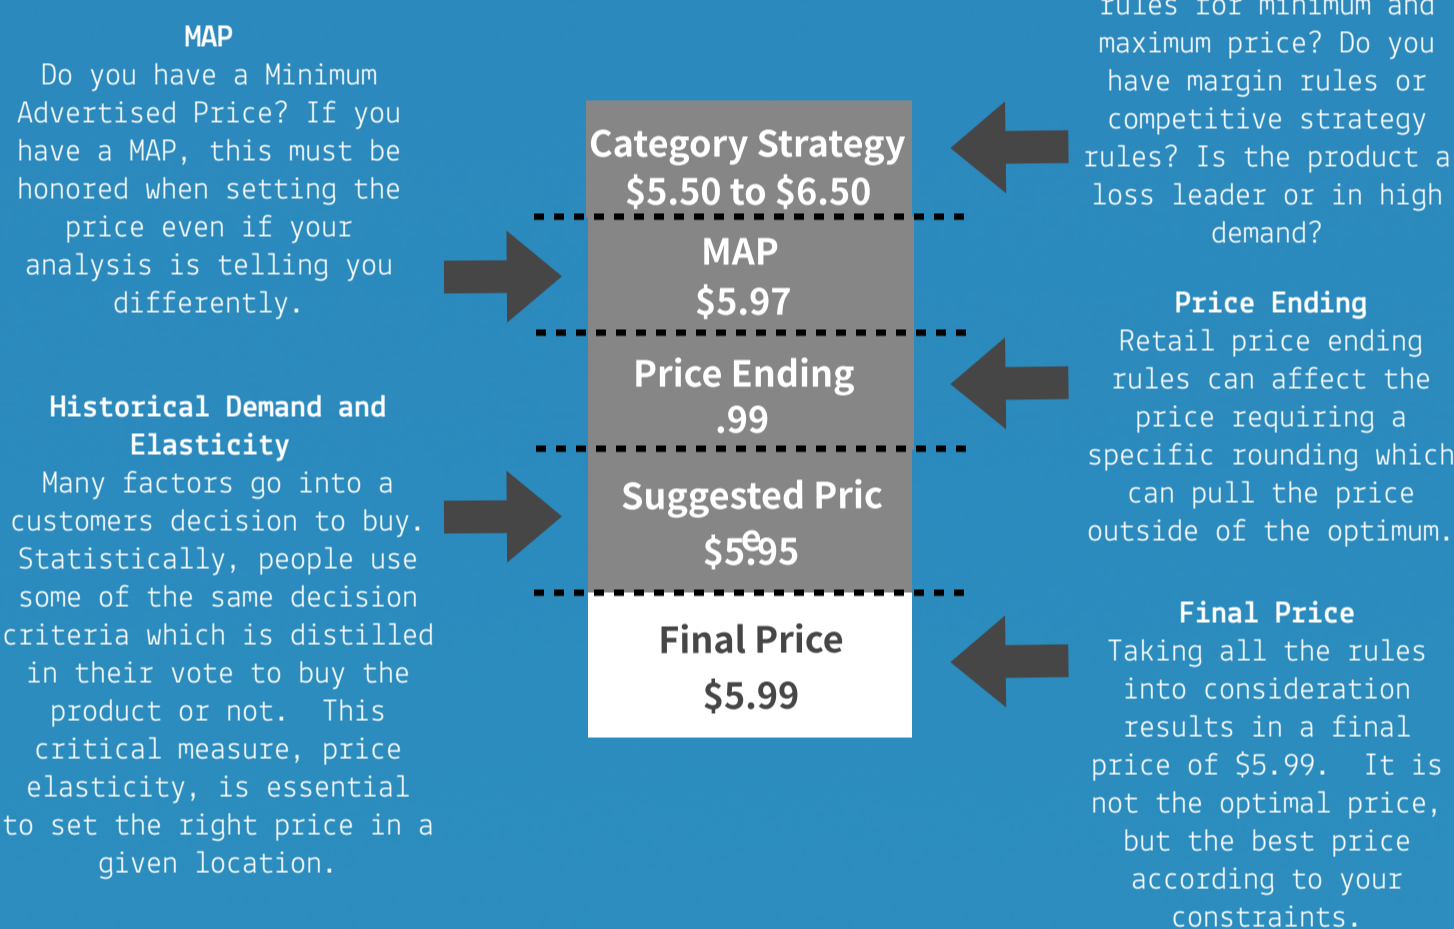 MAP
Do you have a Minimum
Advertised Price? If you
have a MAP, this must be
honored when setting the
price even if your
analysis is telling you
differently.
Historical Demand and
Elasticity
Many factors go into a
customers decision to buy.
Statistically, people use
some of the same decision
criteria which is distilled
in their vote to buy the
product or not.  This
critical measure, price
elasticity, is essential
to set the right price in a
given location.
Category Strategy
$5.50 to $6.50
MAP
$5.97
Price Ending
.99
Suggested Pric
e
$5.95
Final Price
$5.99
rules for minimum and
maximum price? Do you
have margin rules or
competitive strategy
rules? Is the product a
loss leader or in high
demand?
Price Ending
Retail price ending
rules can affect the
price requiring a
specific rounding which
can pull the price
outside of the optimum.
Final Price
Taking all the rules
into consideration
results in a final
price of $5.99.  It is
not the optimal price,
but the best price
according to your
constraints.